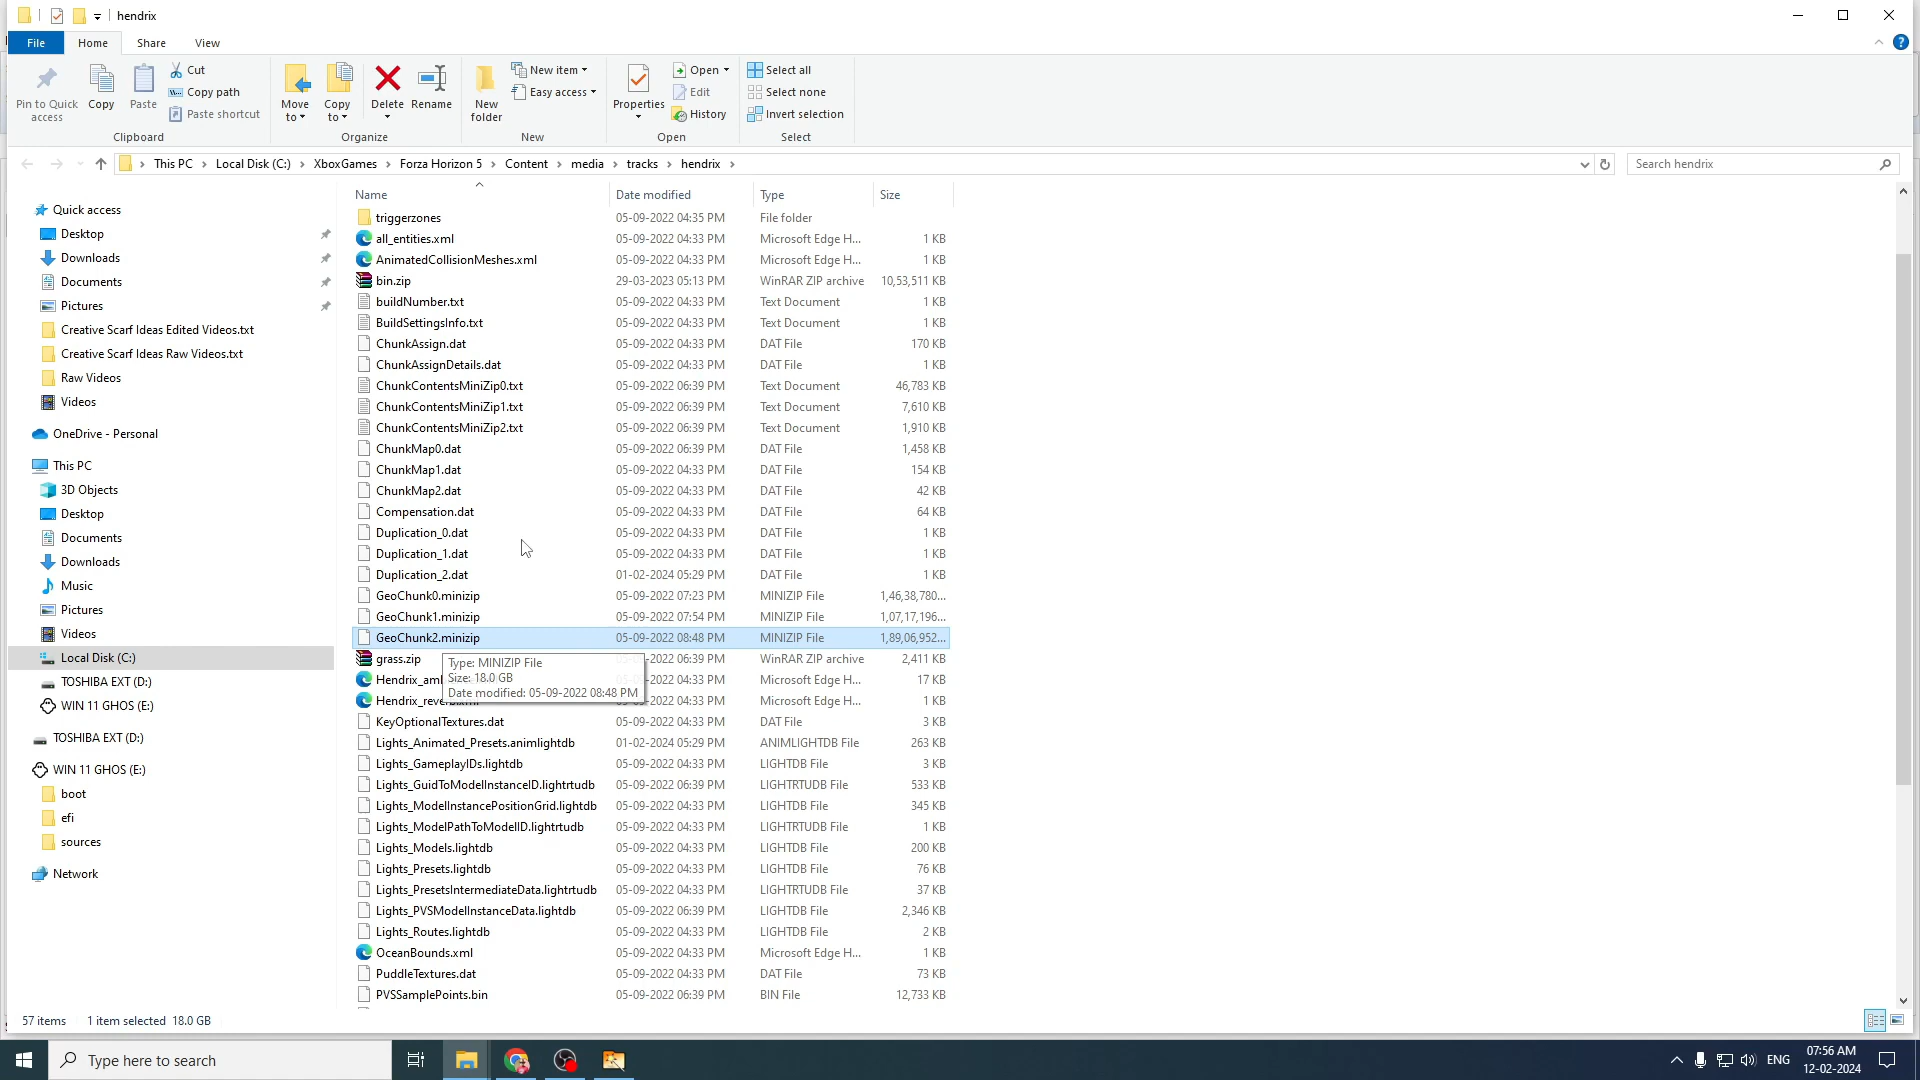 hendrix
File Home Share View
Pin to Quick access
Copy
Paste
Cut
Copy path
Paste shortcut
Clipboard
Move to
Copy to
Delete
Rename
Organize
New folder
New item
Easy access
New
Properties
Open
Edit
History
Open
Select all
Select none
Invert selection
Select
This PC Local Disk (C:) XboxGames Forza Horizon 5 Content media tracks hendrix
Search hendrix
Quick access
Desktop
Downloads
Documents
Pictures
Creative Scarf Ideas Edited Videos.txt
Creative Scarf Ideas Raw Videos.txt
Raw Videos
Videos
OneDrive - Personal
This PC
3D Objects
Desktop
Documents
Downloads
Music
Pictures
Videos
Local Disk (C:)
TOSHIBA EXT (D:)
WIN 11 GHOS (E:)
TOSHIBA EXT (D:)
WIN 11 GHOS (E:)
boot
efi
sources
Network
Name Date modified Type Size
triggerzones 05-09-2022 04:35 PM File folder
all_entities.xml 05-09-2022 04:33 PM Microsoft Edge H... 1 KB
AnimatedCollisionMeshes.xml 05-09-2022 04:33 PM Microsoft Edge H... 1 KB
bin.zip 29-03-2023 05:13 PM WinRAR ZIP archive 10,53,511 KB
buildNumber.txt 05-09-2022 04:33 PM Text Document 1 KB
BuildSettingsInfo.txt 05-09-2022 04:33 PM Text Document 1 KB
ChunkAssign.dat 05-09-2022 04:33 PM DAT File 170 KB
ChunkAssignDetails.dat 05-09-2022 04:33 PM DAT File 1 KB
ChunkContentsMiniZip0.txt 05-09-2022 06:39 PM Text Document 46,783 KB
ChunkContentsMiniZip1.txt 05-09-2022 06:39 PM Text Document 7,610 KB
ChunkContentsMiniZip2.txt 05-09-2022 06:39 PM Text Document 1,910 KB
ChunkMap0.dat 05-09-2022 06:39 PM DAT File 1,458 KB
ChunkMap1.dat 05-09-2022 04:33 PM DAT File 154 KB
ChunkMap2.dat 05-09-2022 04:33 PM DAT File 42 KB
Compensation.dat 05-09-2022 04:33 PM DAT File 64 KB
Duplication_0.dat 05-09-2022 04:33 PM DAT File 1 KB
Duplication_1.dat 05-09-2022 04:33 PM DAT File 1 KB
Duplication_2.dat 01-02-2024 05:29 PM DAT File 1 KB
GeoChunk0.minizip 05-09-2022 07:23 PM MINIZIP File 1,46,38,780...
GeoChunk1.minizip 05-09-2022 07:54 PM MINIZIP File 1,07,17,196...
GeoChunk2.minizip 05-09-2022 08:48 PM MINIZIP File 1,89,06,952...
grass.zip 06:39 PM WinRAR ZIP archive 2,411 KB
04:33 PM Microsoft Edge H... 17 KB
04:33 PM Microsoft Edge H... 1 KB
Type: MINIZIP File
Size: 18.0 GB
Date modified: 05-09-2022 08:48 PM
KeyOptionalTextures.dat 05-09-2022 04:33 PM DAT File 3 KB
Lights_Animated_Presets.animlightdb 01-02-2024 05:29 PM ANIMLIGHTDB File 263 KB
Lights_GameplayIDs.lightdb 05-09-2022 04:33 PM LIGHTDB File 3 KB
Lights_GuidToModelInstanceID.lightrtudb 05-09-2022 06:39 PM LIGHTRTUDB File 533 KB
Lights_ModelInstancePositionGrid.lightdb 05-09-2022 04:33 PM LIGHTDB File 345 KB
Lights_ModelPathToModelID.lightrtudb 05-09-2022 04:33 PM LIGHTRTUDB File 1 KB
Lights_Models.lightdb 05-09-2022 04:33 PM LIGHTDB File 200 KB
Lights_Presets.lightdb 05-09-2022 04:33 PM LIGHTDB File 76 KB
Lights_PresetsIntermediateData.lightrtudb 05-09-2022 04:33 PM LIGHTRTUDB File 37 KB
Lights_PVSModelInstanceData.lightdb 05-09-2022 06:39 PM LIGHTDB File 2,346 KB
Lights_Routes.lightdb 05-09-2022 04:33 PM LIGHTDB File 2 KB
OceanBounds.xml 05-09-2022 04:33 PM Microsoft Edge H... 1 KB
PuddleTextures.dat 05-09-2022 04:33 PM DAT File 73 KB
PVSSamplePoints.bin 05-09-2022 06:39 PM BIN File 12,733 KB
57 items 1 item selected 18.0 GB
Type here to search
ENG
07:56 AM
12-02-2024